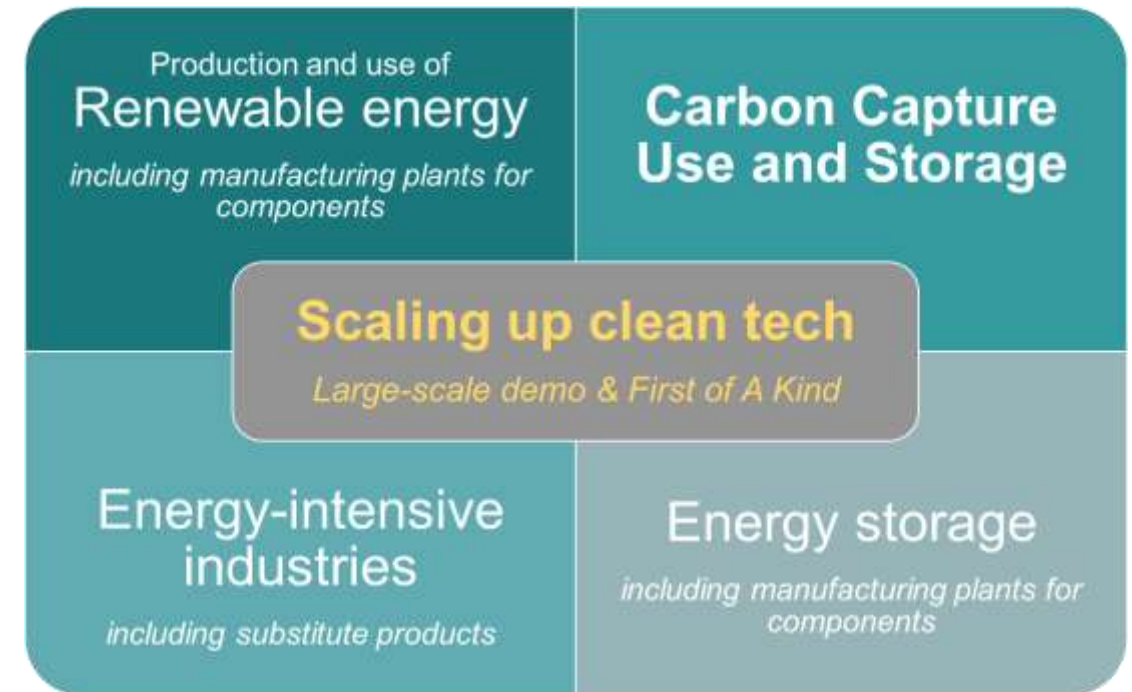 Production and use of
Renewable energy
including manufacturing plants for
components
Carbon Capture
Use and Storage
Scaling up clean tech
Large-scale demo & First of A Kind
Energy-intensive
industries
including substitute products
Energy storage
including manufacturing plants for
components